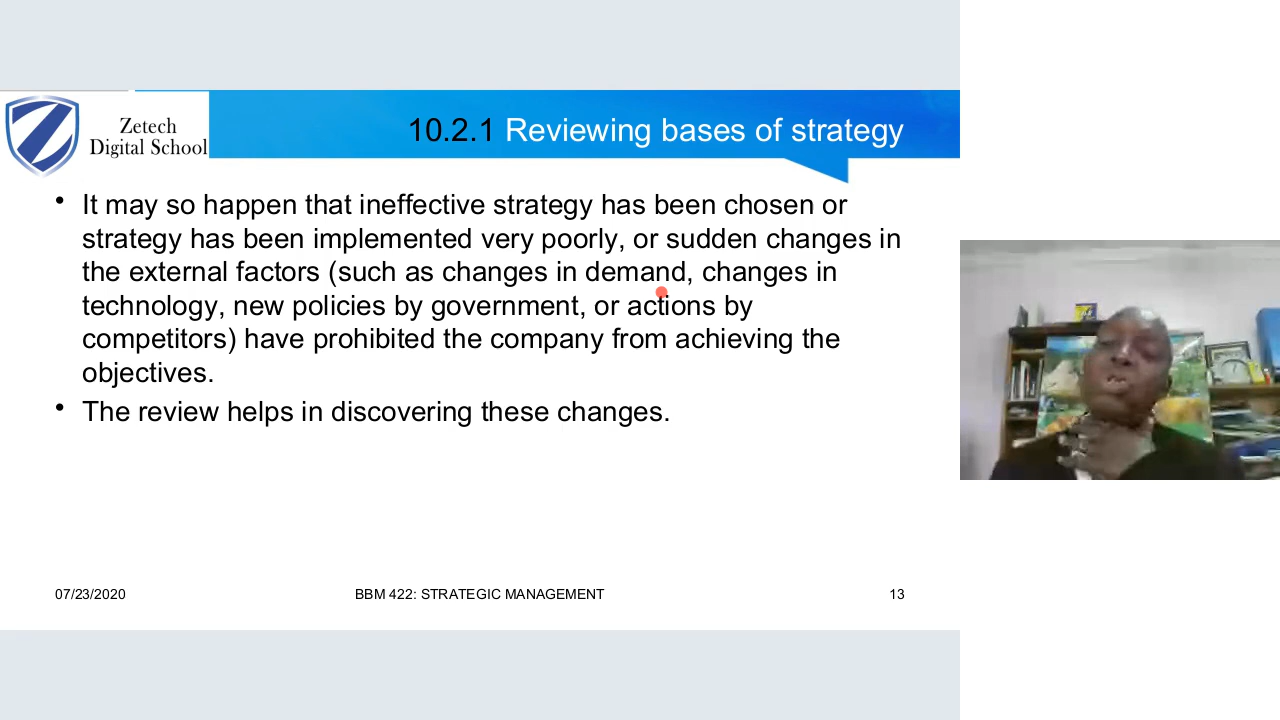 Zetech
Digital School
10.2.1 Reviewing bases of strategy
• It may so happen that ineffective strategy has been chosen or
strategy has been implemented very poorly, or sudden changes in
the external factors (such as changes in demand, changes in
technology, new policies by government, or actions by
competitors) have prohibited the company from achieving the
objectives.
• The review helps in discovering these changes.
07/23/2020
BBM 422: STRATEGIC MANAGEMENT
13